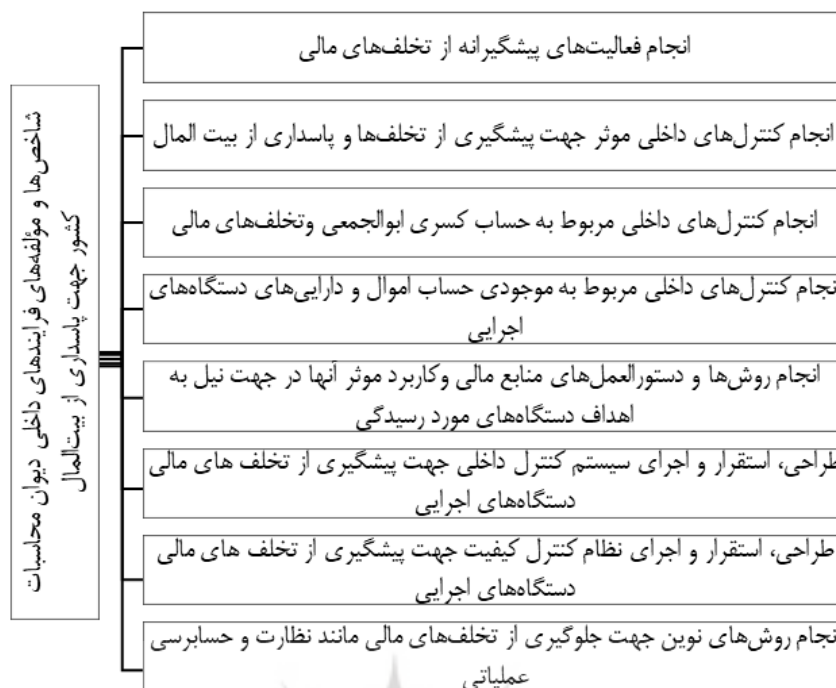 شاخص‌ها و مؤلفه‌های فرایندهای داخلی دیوان محاسبات
کشور جهت پاسداری از بیت‌المال
انجام فعالیت‌های پیشگیرانه از تخلف‌های مالی
انجام کنترل‌های داخلی موثر جهت پیشگیری از تخلف‌ها و پاسداری از بیت المال
انجام کنترل‌های داخلی مربوط به حساب کسری ابوالجمعی وتخلف‌های مالی
انجام کنترل‌های داخلی مربوط به موجودی حساب اموال و دارایی‌های دستگاه‌های
اجرایی
انجام روش‌ها و دستورالعمل‌های منابع مالی وکاربرد موثر آنها در جهت نیل به
اهداف دستگاه‌های مورد رسیدگی
طراحی، استقرار و اجرای سیستم کنترل داخلی جهت پیشگیری از تخلف های مالی
دستگاه‌های اجرایی
طراحی، استقرار و اجرای نظام کنترل کیفیت جهت پیشگیری از تخلف های مالی
دستگاه‌های اجرایی
انجام روش‌های نوین جهت جلوگیری از تخلف‌های مالی مانند نظارت و حسابرسی
عملیاتی